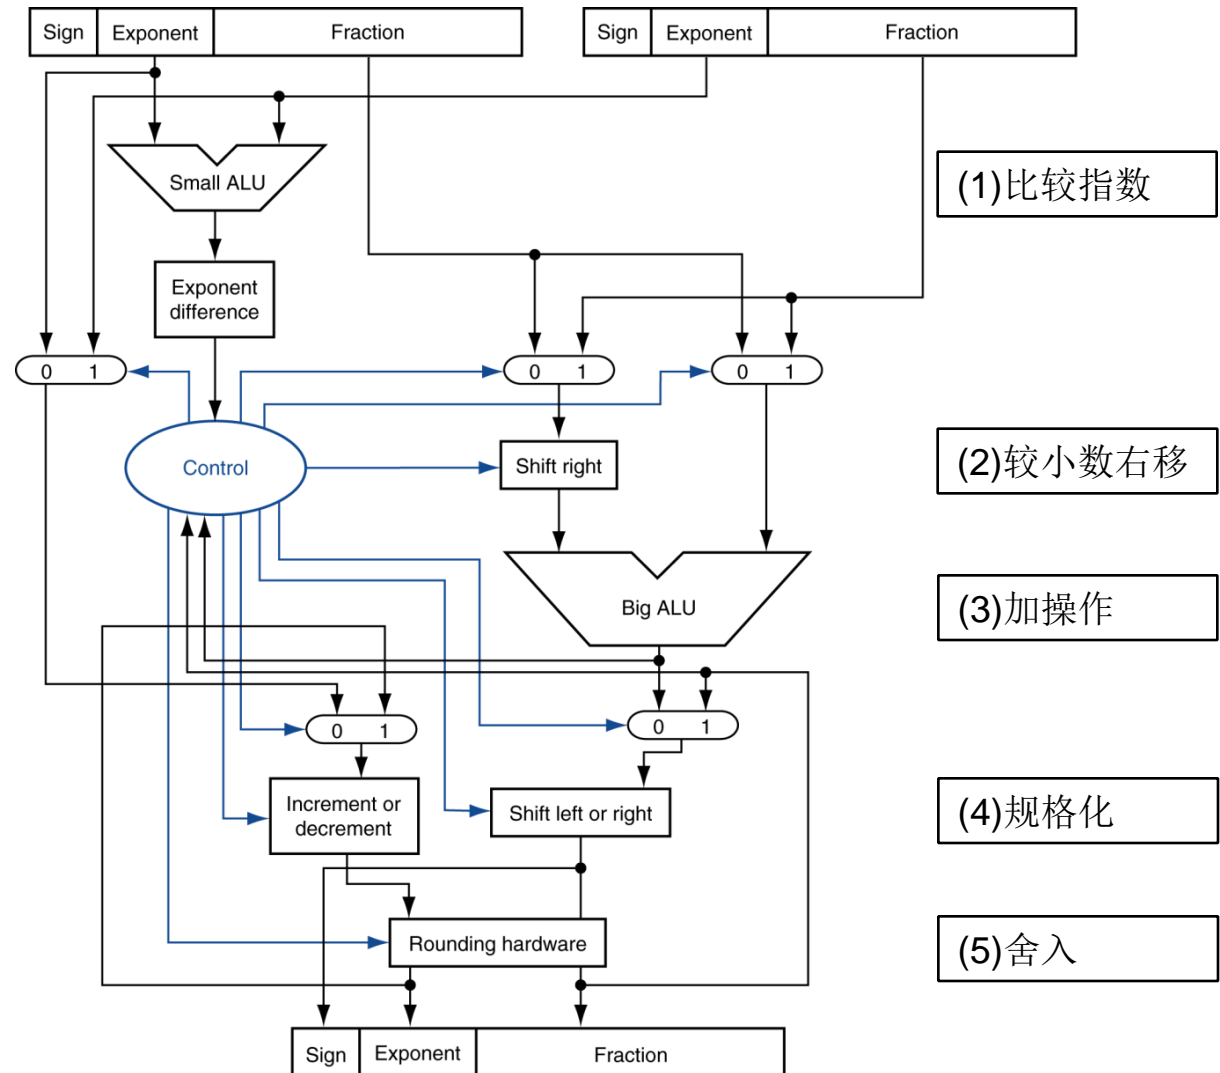 Sign Exponent Fraction Sign Exponent Fraction
Small ALU
(1)比较指数
Exponent
difference
0 1 0 1 0 1
Control
Shift right
(2)较小数右移
Big ALU
(3)加操作
0 1 0 1
Increment or
decrement
Shift left or right
(4)规格化
Rounding hardware
(5)舍入
Sign Exponent Fraction